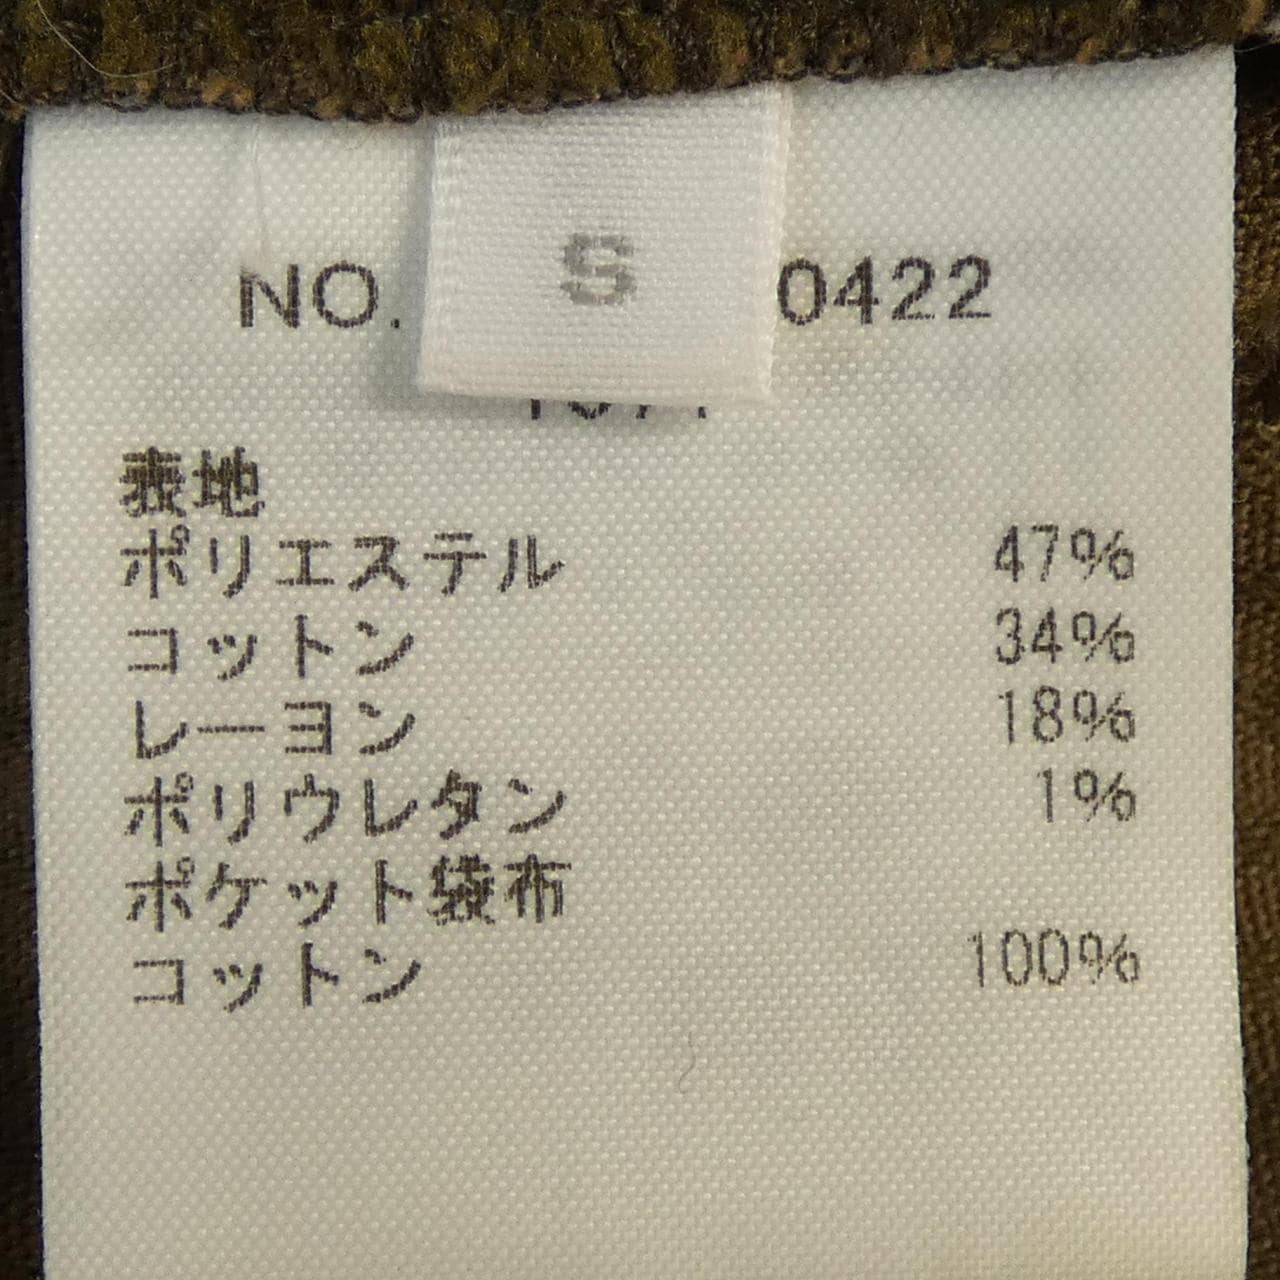 NO. S 0422
表地
ポリエステル 47%
コットン 34%
レーヨン 18%
ポリウレタン 1%
ポケット袋布
コットン 100%